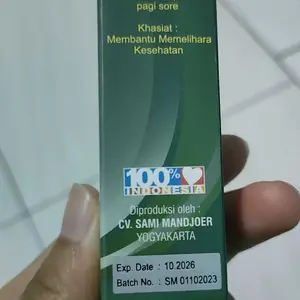 pagi sore
Khasiat :
Membantu Memelihara
Kesehatan
100%
INDONESIA
Diproduksi oleh :
CV. SAMI MANDJOER
YOGYAKARTA
Exp. Date : 10.2026
Batch No. : SM 01102023